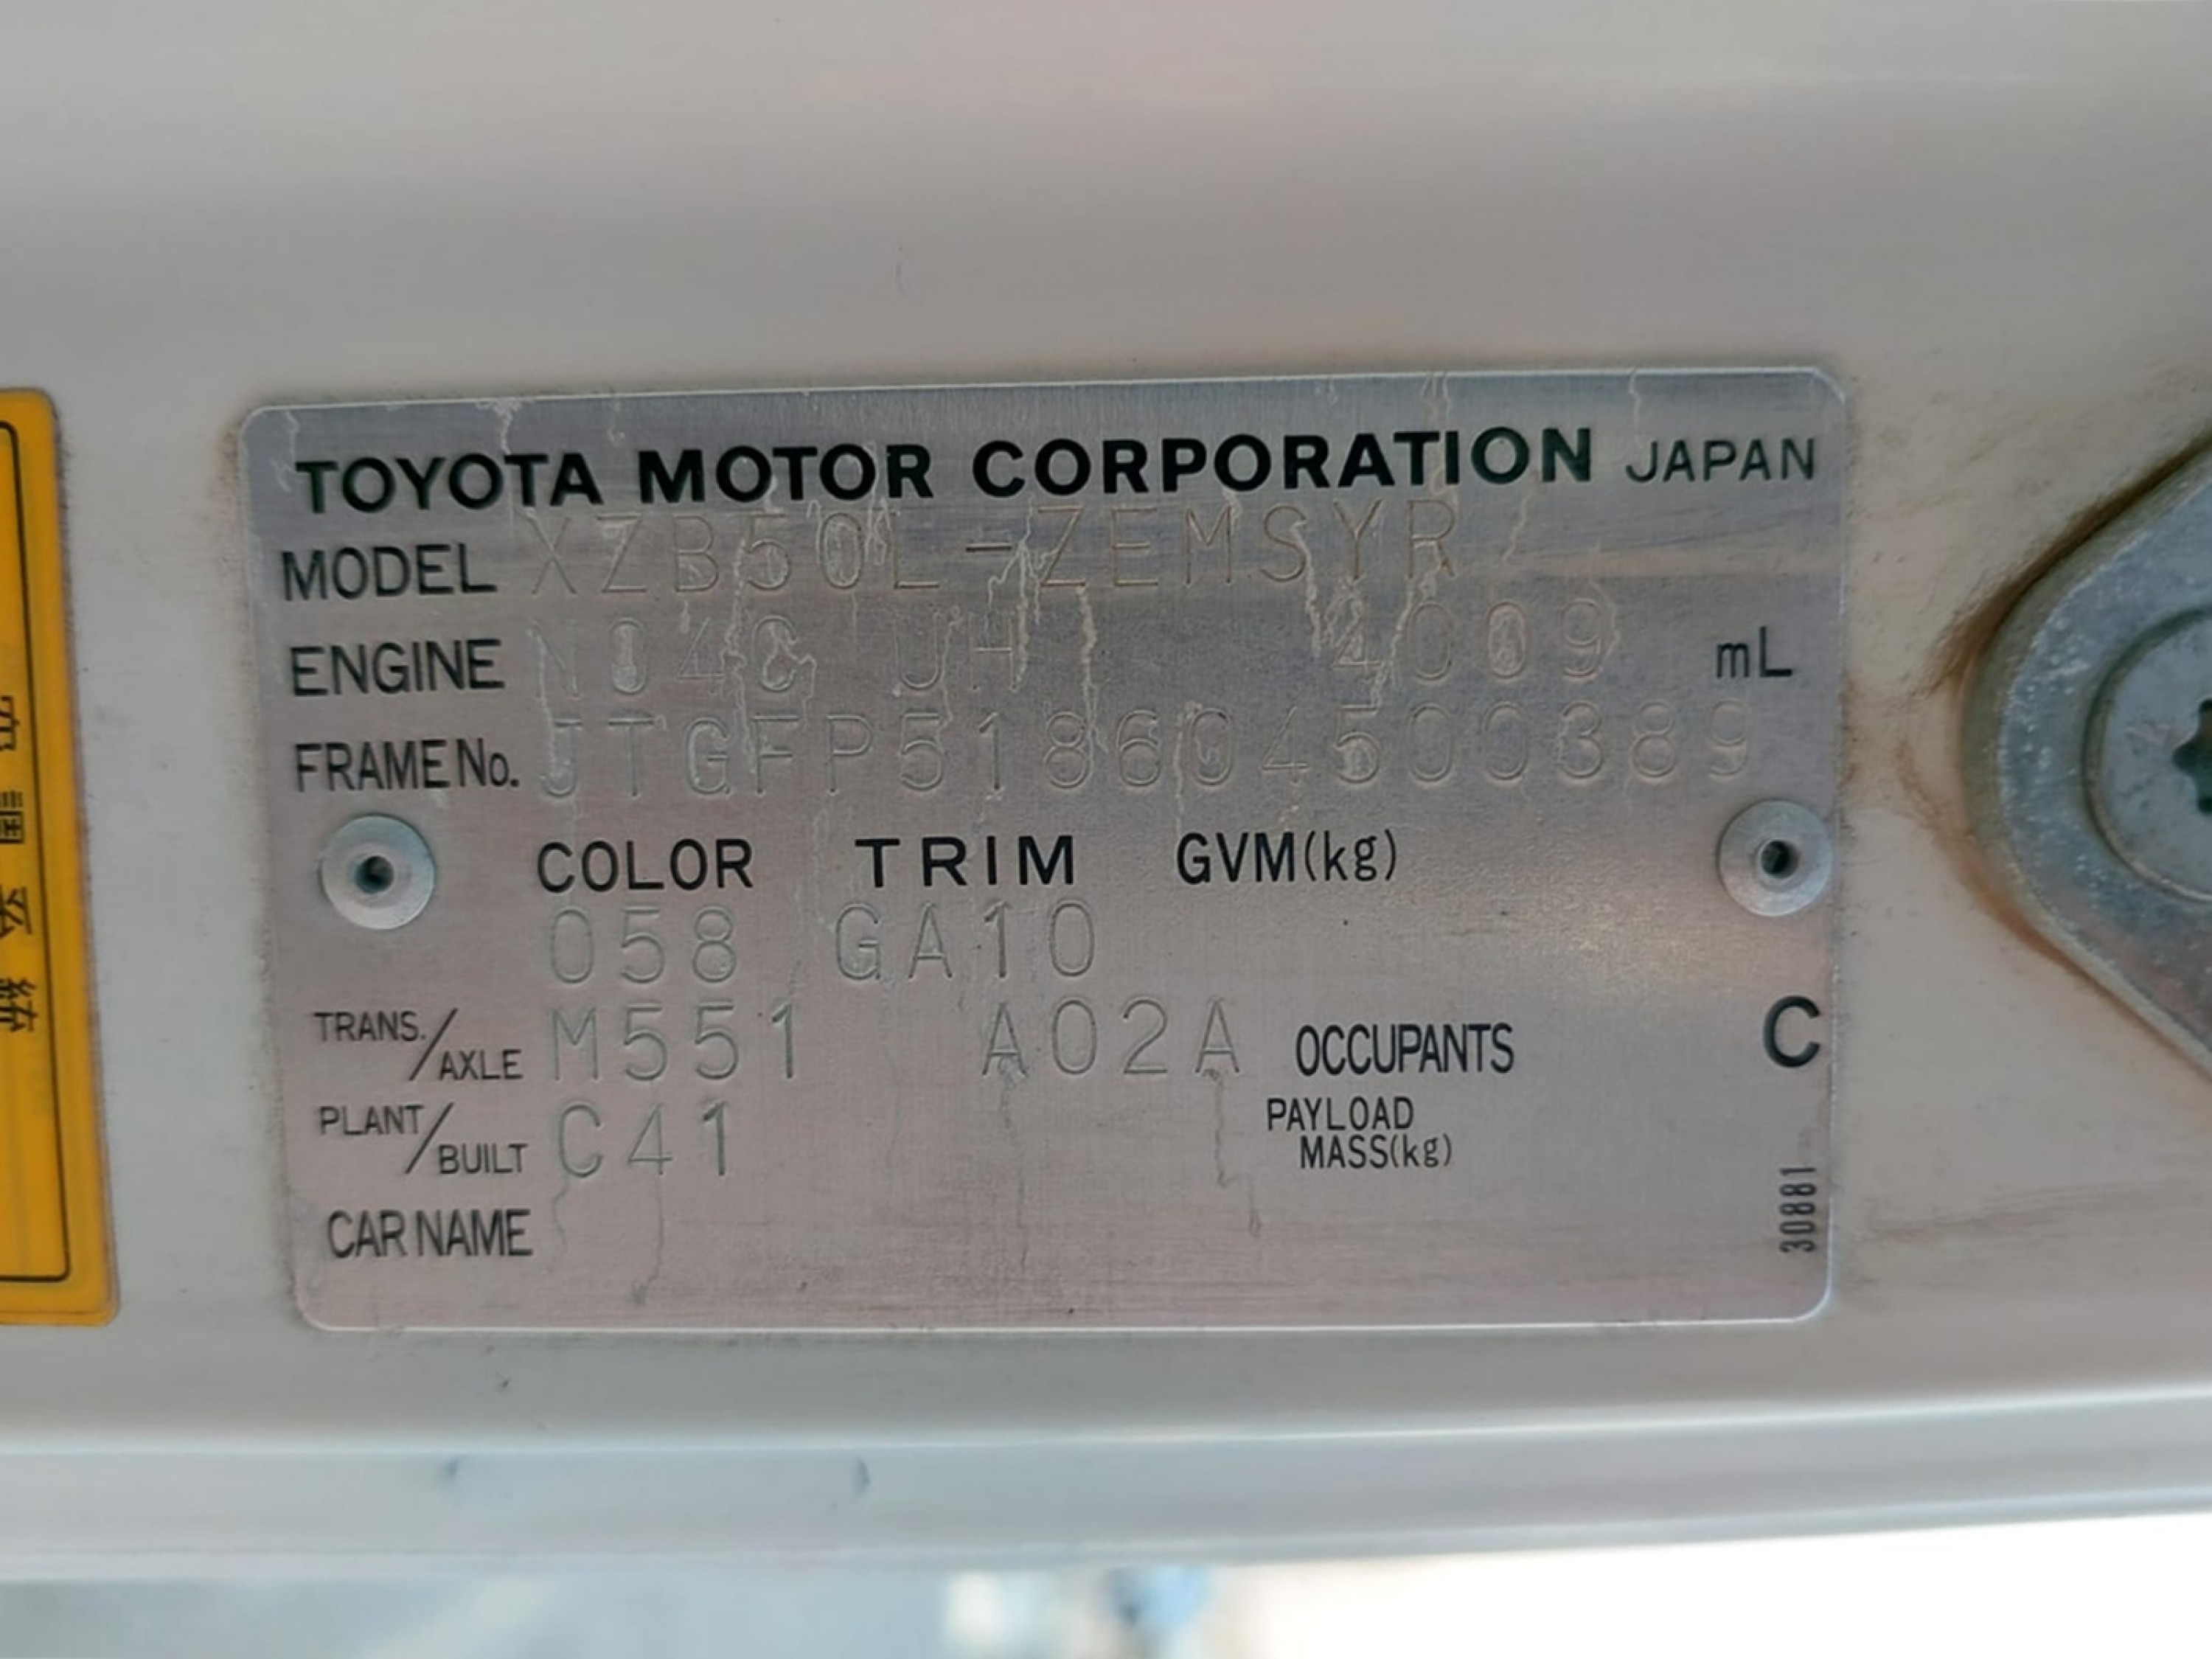 TOYOTA MOTOR CORPORATION JAPAN
MODEL XZB50L-ZEMSYR
ENGINE N04C UH 4009 mL
FRAME No. JTGFP518604500389
COLOR TRIM GVM(kg)
058 GA10
TRANS./AXLE M551 A02A OCCUPANTS C
PLANT/BUILT C41 PAYLOAD MASS(kg)
CAR NAME
30881